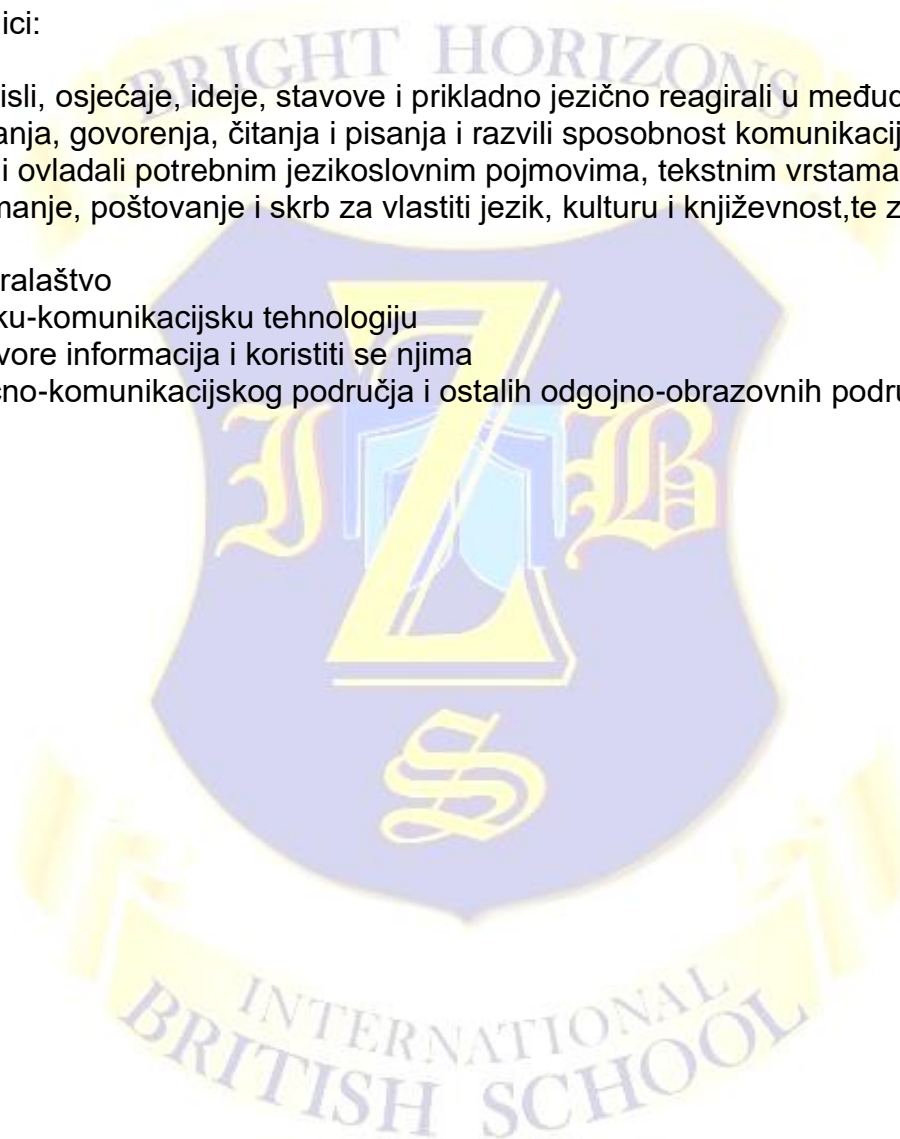 ici:
BRIGHT HORIZONS
isli, osjećaje, ideje, stavove i prikladno jezično reagirali u međuc
anja, govorenja, čitanja i pisanja i razvili sposobnost komunikacij
i ovladali potrebnim jezikoslovnim pojmovima, tekstnim vrstama
manje, poštovanje i skrb za vlastiti jezik, kulturu i književnost,te z
ralaštvo
ku-komunikacijsku tehnologiju
vore informacija i koristiti se njima
čno-komunikacijskog područja i ostalih odgojno-obrazovnih podru
I Z B
S
INTERNATIONAL
BRITISH SCHOOL